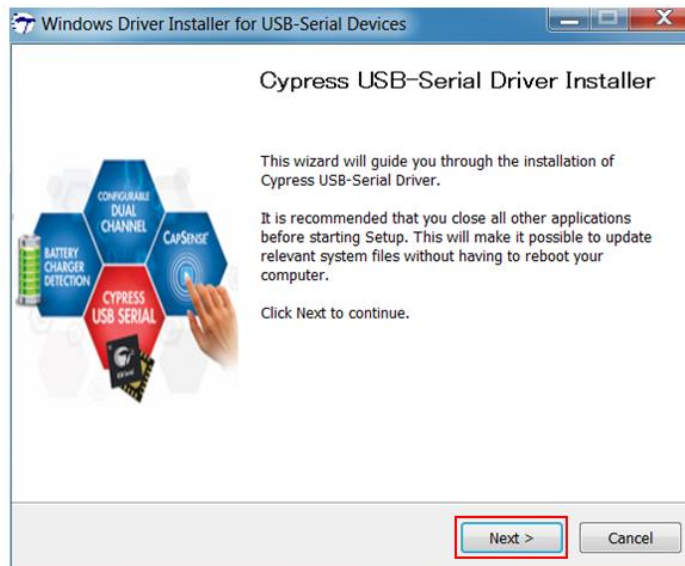 Windows Driver Installer for USB-Serial Devices
Cypress USB-Serial Driver Installer
This wizard will guide you through the installation of
Cypress USB-Serial Driver.
It is recommended that you close all other applications
before starting Setup. This will make it possible to update
relevant system files without having to reboot your
computer.
Click Next to continue.
CONFIGURABLE
DUAL
CHANNEL
CAPSENSE
BATTERY
CHARGER
DETECTION
CYPRESS
USB SERIAL
Next >
Cancel